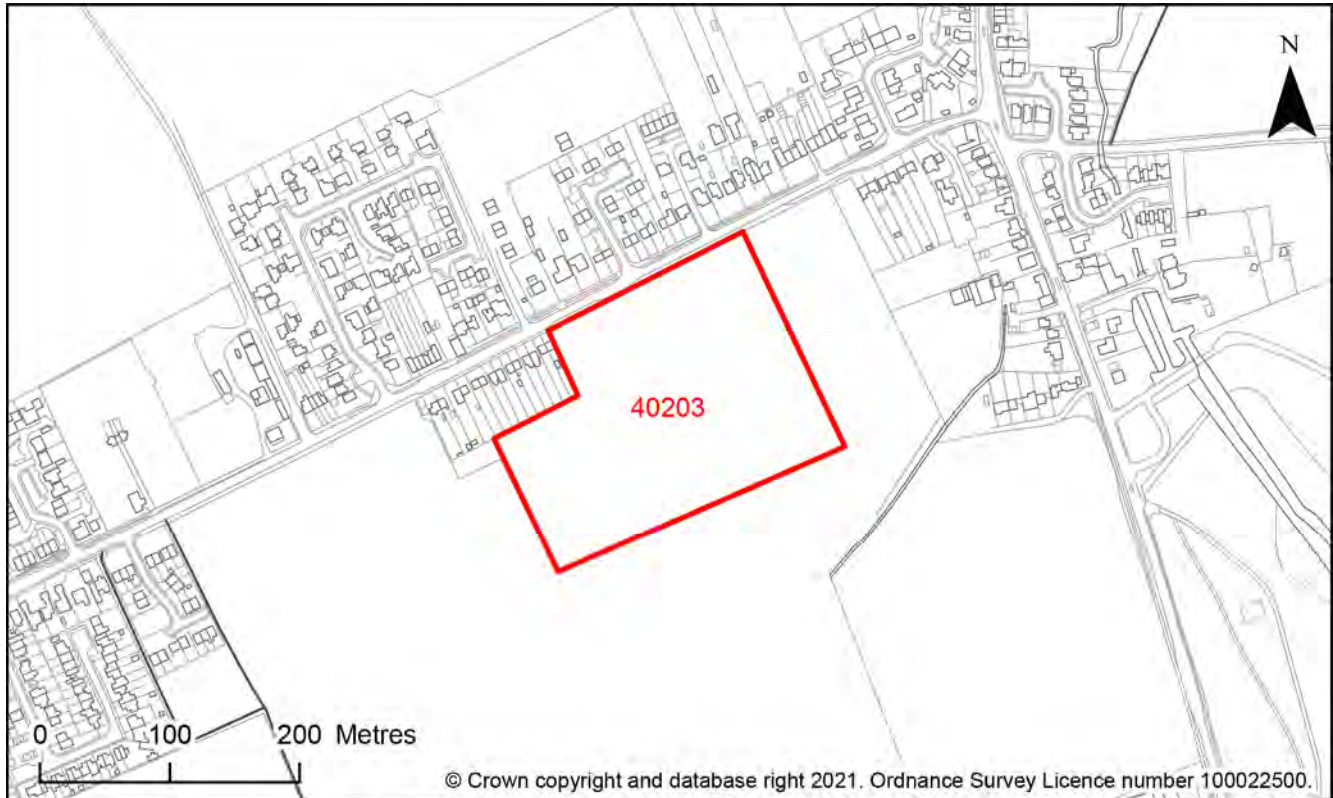 N
40203
0 100 200 Metres
© Crown copyright and database right 2021. Ordnance Survey Licence number 100022500.